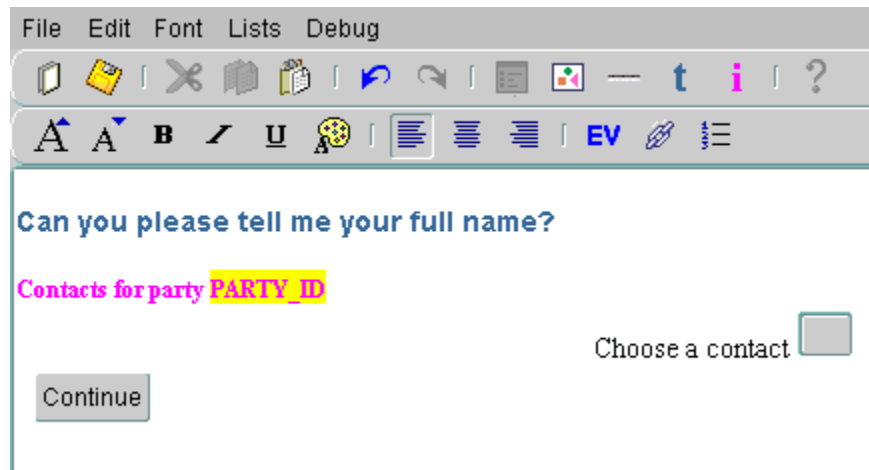 File Edit Font Lists Debug
t i ?
A A B I U A EV
Can you please tell me your full name?
Contacts for party PARTY_ID
Choose a contact
Continue